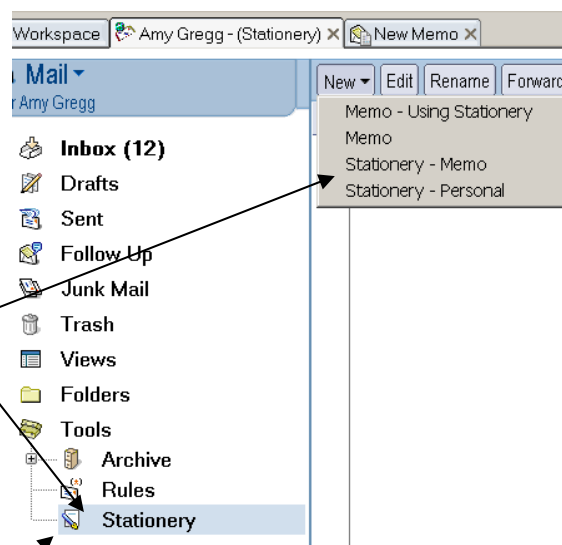 Workspace Amy Gregg - (Stationery) New Memo
Mail
Amy Gregg
New Edit Rename Forward
Memo - Using Stationery
Memo
Stationery - Memo
Stationery - Personal
Inbox (12)
Drafts
Sent
Follow Up
Junk Mail
Trash
Views
Folders
Tools
Archive
Rules
Stationery